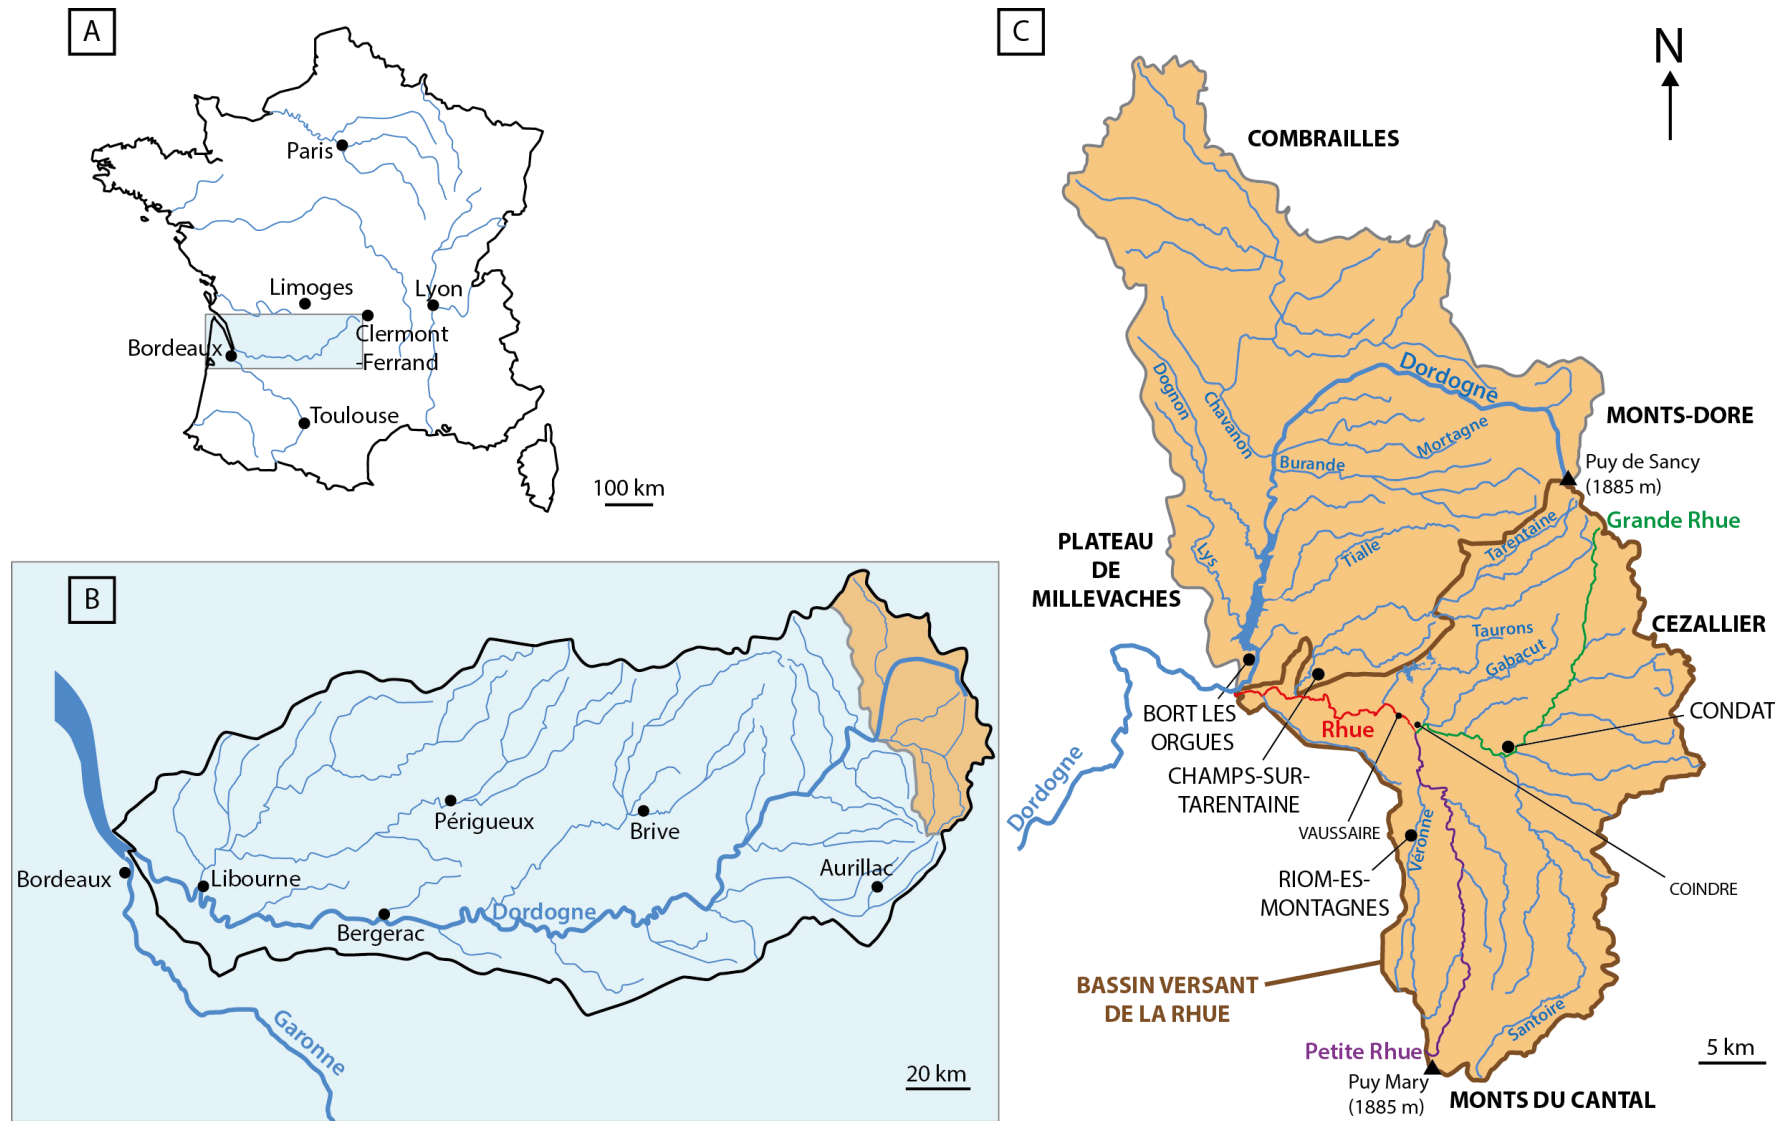 A
Paris
Limoges
Lyon
Clermont
-Ferrand
Bordeaux
Toulouse
100 km
B
Périgueux
Brive
Aurillac
Bordeaux
Libourne
Dordogne
Bergerac
Garonne
20 km
C
N
COMBRAILLES
Dordogne
Dognon
Chavanon
MONTS-DORE
Mortagne
Burande
Puy de Sancy
(1885 m)
Grande Rhue
Tarentaine
PLATEAU
DE
MILLEVACHES
Lys
Tialle
CEZALLIER
Taurons
Gabacut
BORT LES
ORGUES
Rhue
CONDAT
CHAMPS-SUR-
TARENTAINE
Dordogne
VAUSSAIRE
Véronne
RIOM-ES-
MONTAGNES
COINDRE
BASSIN VERSANT
DE LA RHUE
Santoire
Petite Rhue
5 km
Puy Mary
(1885 m)
MONTS DU CANTAL